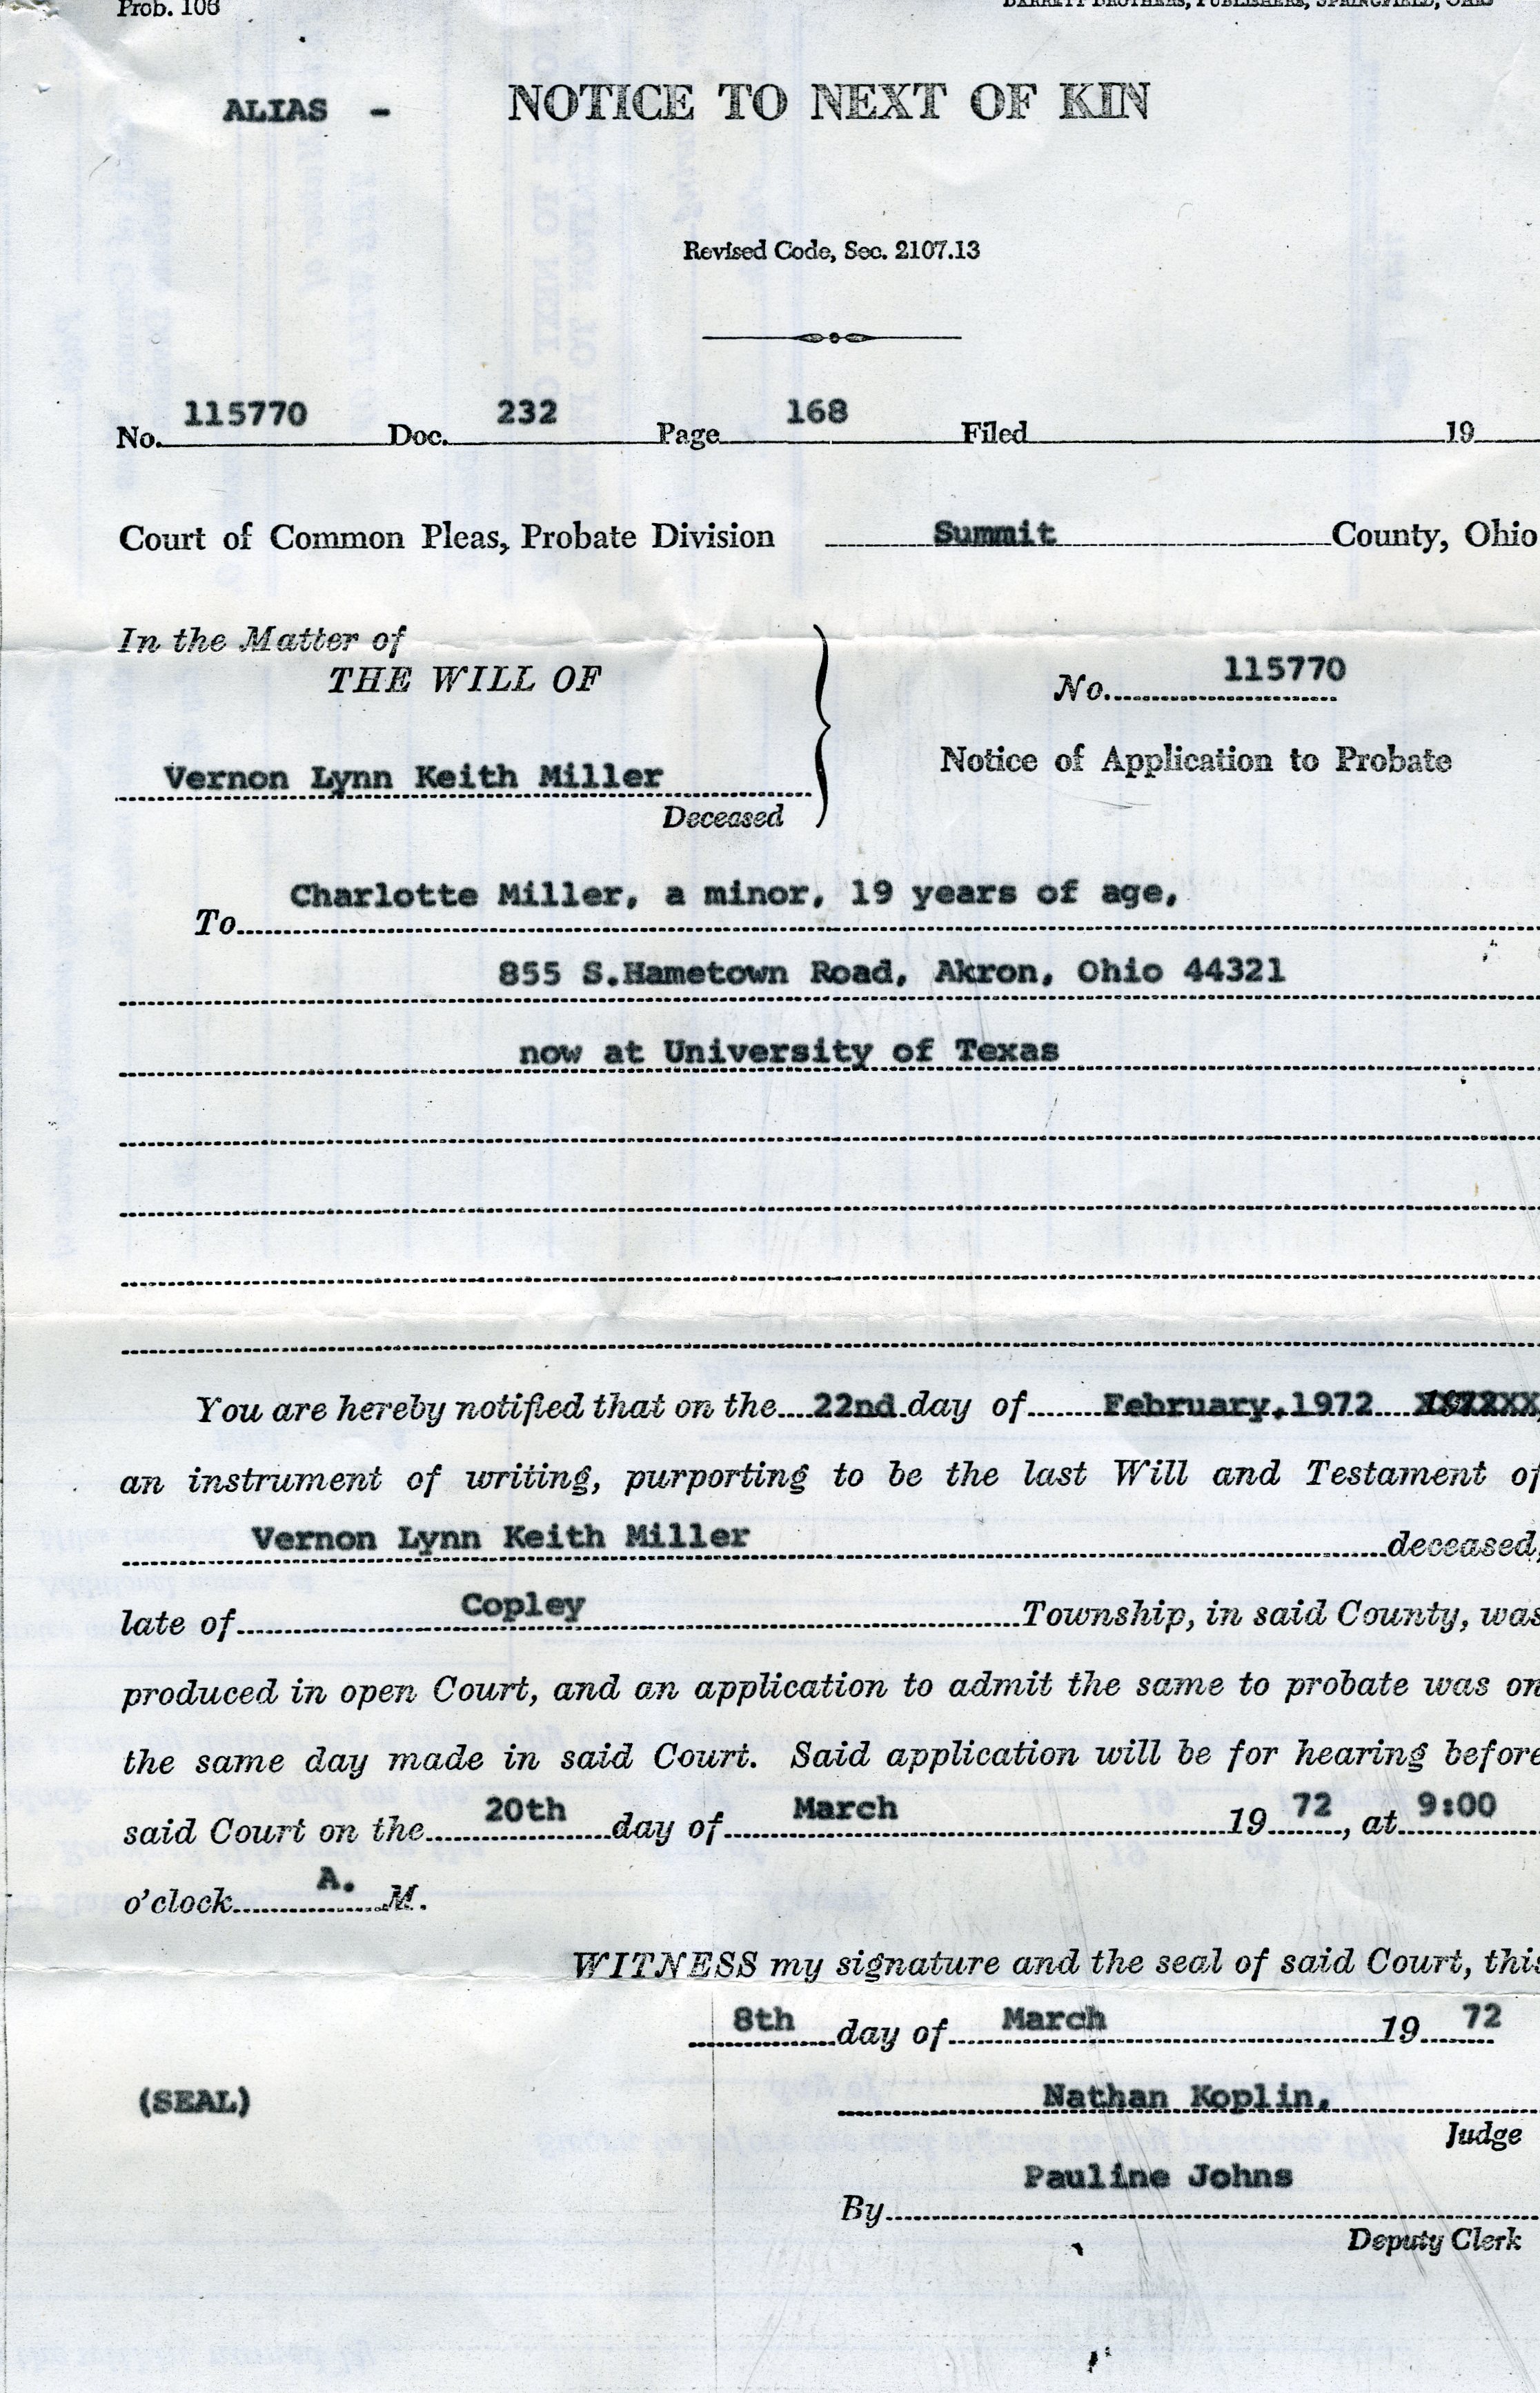 Prob. 106 BARRETT BROTHERS, PUBLISHERS, SPRINGFIELD, OHIO
ALIAS - NOTICE TO NEXT OF KIN
Revised Code, Sec. 2107.13
No. 115770 Doc. 232 Page 168 Filed 19
Court of Common Pleas, Probate Division Summit County, Ohio
In the Matter of
THE WILL OF
No. 115770
Notice of Application to Probate
Vernon Lynn Keith Miller
Deceased
To Charlotte Miller, a minor, 19 years of age,
855 S.Hametown Road, Akron, Ohio 44321
now at University of Texas
You are hereby notified that on the 22nd day of February,1972
an instrument of writing, purporting to be the last Will and Testament of
Vernon Lynn Keith Miller deceased,
late of Copley Township, in said County, was
produced in open Court, and an application to admit the same to probate was on
the same day made in said Court. Said application will be for hearing before
said Court on the 20th day of March 19 72, at 9:00
o'clock A. M.
WITNESS my signature and the seal of said Court, this
8th day of March 19 72
(SEAL) Nathan Koplin,
Judge
By Pauline Johns
Deputy Clerk